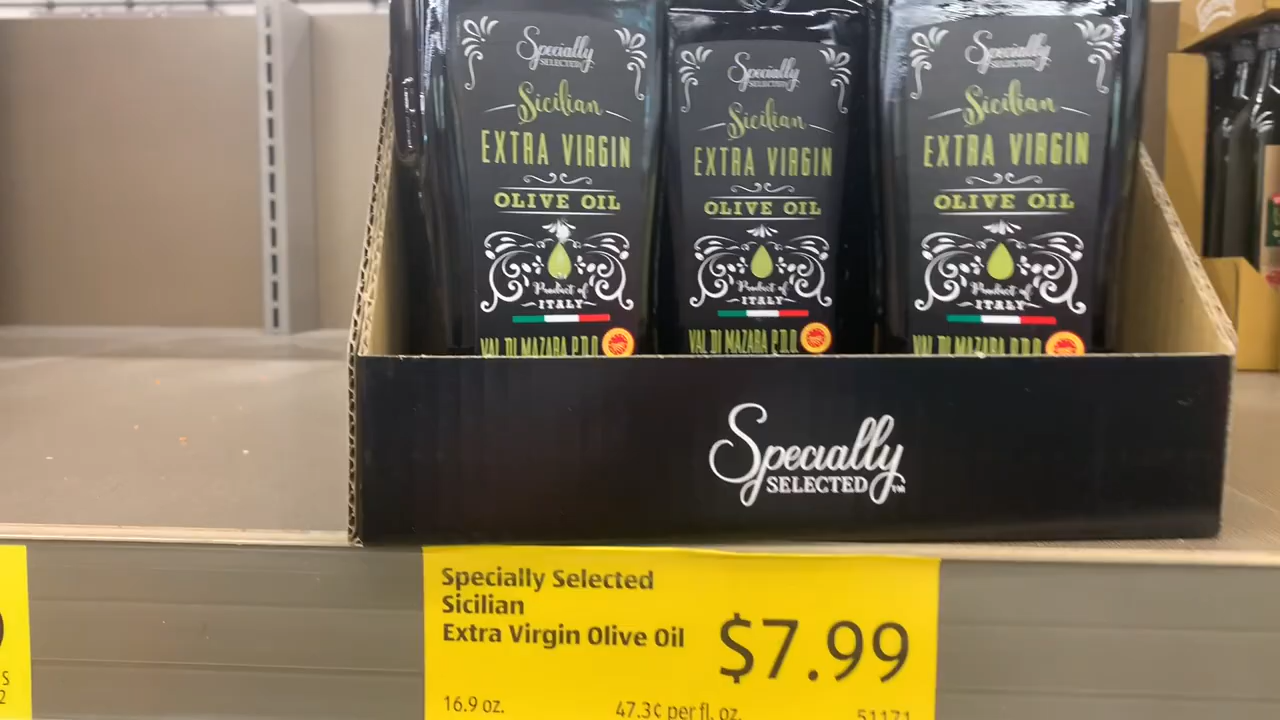 Specially
SELECTED
Sicilian
EXTRA VIRGIN
OLIVE OIL
Product of
ITALY
VAL DI MAZARA P.D.O.
Specially
SELECTED
Sicilian
EXTRA VIRGIN
OLIVE OIL
Product of
ITALY
VAL DI MAZARA P.D.O.
Specially
SELECTED
Sicilian
EXTRA VIRGIN
OLIVE OIL
Product of
ITALY
VAL DI MAZARA P.D.O.
Specially
SELECTED™
Specially Selected
Sicilian
Extra Virgin Olive Oil
$7.99
16.9 oz.
47.3¢ per fl. oz.
51171